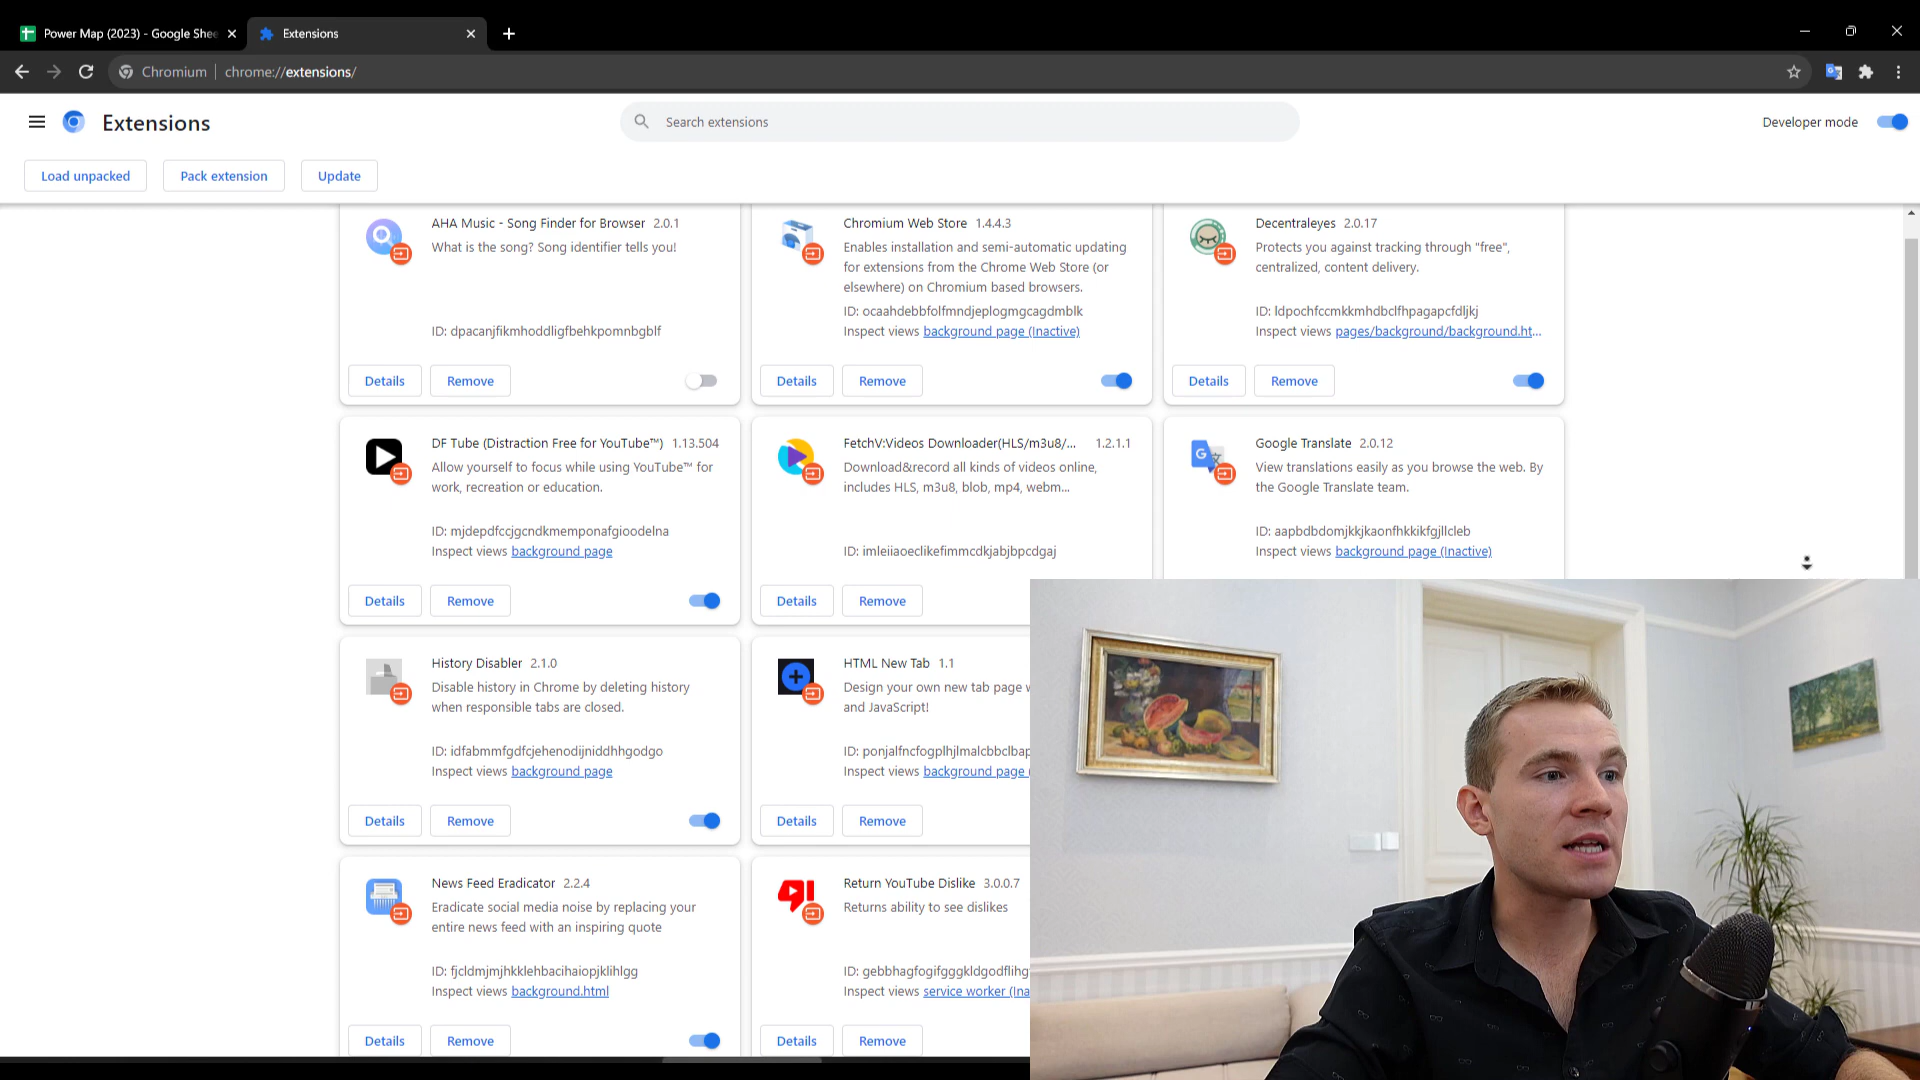 Power Map (2023) - Google Shee
Extensions
Chromium
chrome://extensions/
Extensions
Search extensions
Developer mode
Load unpacked
Pack extension
Update
AHA Music - Song Finder for Browser 2.0.1
What is the song? Song identifier tells you!
ID: dpacanjfikmhoddligfbehkpomnbgblf
Details
Remove
Chromium Web Store 1.4.4.3
Enables installation and semi-automatic updating
for extensions from the Chrome Web Store (or
elsewhere) on Chromium based browsers.
ID: ocaahdebbfolfmndjeplogmgcagdmblk
Inspect views background page (Inactive)
Details
Remove
Decentraleyes 2.0.17
Protects you against tracking through "free",
centralized, content delivery.
ID: ldpochfccmkkmhdbclfhpagapcfdljkj
Inspect views pages/background/background.ht...
Details
Remove
DF Tube (Distraction Free for YouTube™) 1.13.504
Allow yourself to focus while using YouTube™ for
work, recreation or education.
ID: mjdepdfccjgcndkmemponafgioodelna
Inspect views background page
Details
Remove
FetchV:Videos Downloader(HLS/m3u8/... 1.2.1.1
Download&record all kinds of videos online,
includes HLS, m3u8, blob, mp4, webm...
ID: imleiiaoeclikefimmcdkjabjbpcdgaj
Details
Remove
Google Translate 2.0.12
View translations easily as you browse the web. By
the Google Translate team.
ID: aapbdbdomjkkjkaonfhkkikfgjllcleb
Inspect views background page (Inactive)
History Disabler 2.1.0
Disable history in Chrome by deleting history
when responsible tabs are closed.
ID: idfabmmfgdfcjehenodijniddhhgodgo
Inspect views background page
Details
Remove
HTML New Tab 1.1
Design your own new tab page
and JavaScript!
ID: ponjalfncfogplhjlmalcbbclbap
Inspect views background page
Details
Remove
News Feed Eradicator 2.2.4
Eradicate social media noise by replacing your
entire news feed with an inspiring quote
ID: fjcldmjmjhkklehbacihaiopjklihlgg
Inspect views background.html
Details
Remove
Return YouTube Dislike 3.0.0.7
Returns ability to see dislikes
ID: gebbhagfogifgggkldgodflihg
Inspect views service worker (Ina
Details
Remove